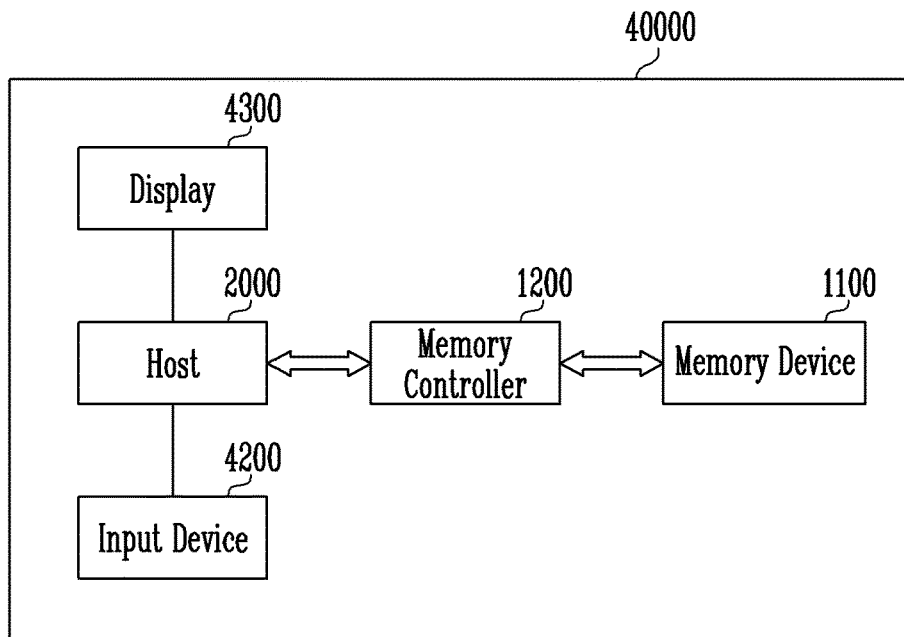 40000
4300
Display
2000
Host
1200
Memory
Controller
1100
Memory Device
4200
Input Device